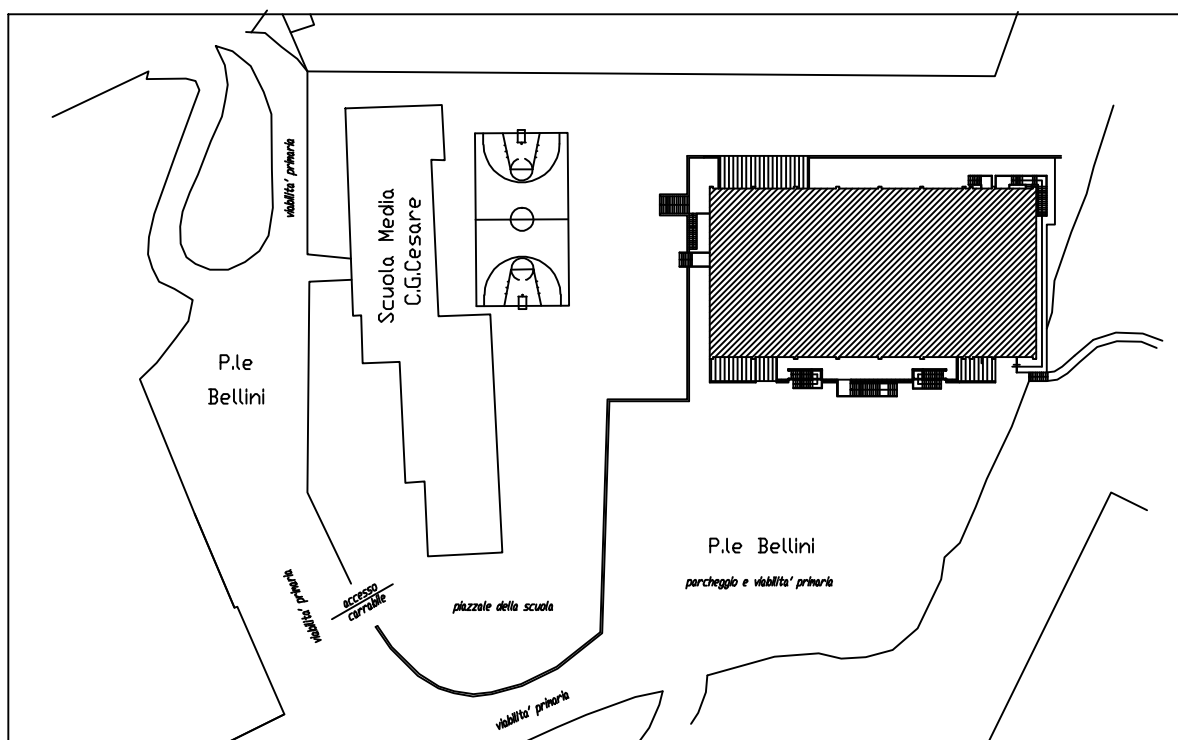 viabilita' primaria
Scuola Media
C.G.Cesare
P.le
Bellini
P.le Bellini
parcheggio e viabilita' primaria
viabilita' primaria
accesso
carrabile
piazzale della scuola
viabilita' primaria